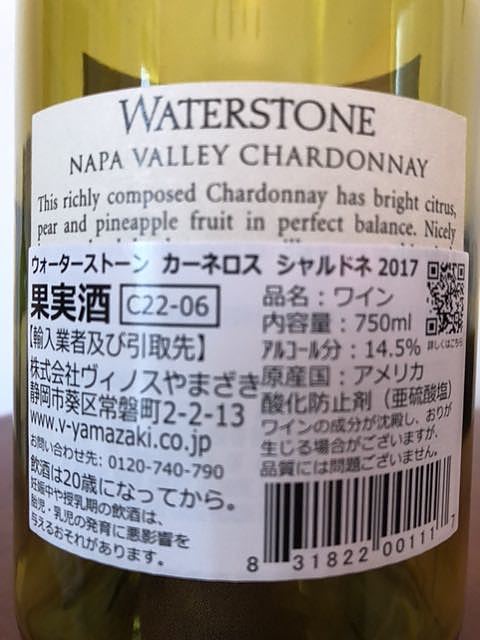 WATERSTONE
NAPA VALLEY CHARDONNAY
This richly composed Chardonnay has bright citrus,
pear and pineapple fruit in perfect balance. Nicely
ウォーターストーン カーネロス シャルドネ 2017
果実酒 C22-06
【輸入業者及び引取先】
株式会社ヴィノスやまざき
静岡市葵区常磐町2-2-13
www.v-yamazaki.co.jp
お問い合わせ先: 0120-740-790
飲酒は20歳になってから。
妊娠中や授乳期の飲酒は、
胎児・乳児の発育に悪影響を
与えるおそれがあります。
品名:ワイン
内容量:750ml
アルコール分:14.5%
原産国:アメリカ
酸化防止剤(亜硫酸塩)
ワインの成分が沈殿し、おりが
生じる場合がございますが、
品質には問題ございません。
詳しくはこちら
8 31822 00111 7